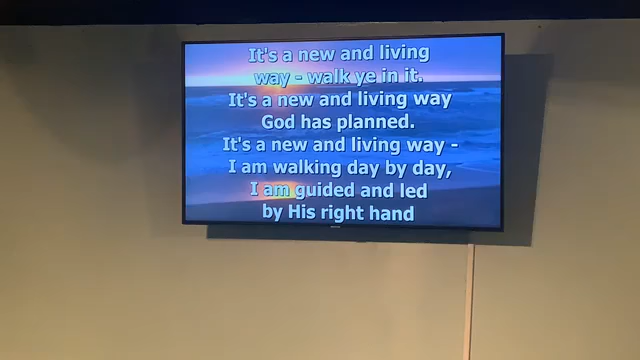 It's a new and living
way - walk ye in it.
It's a new and living way
God has planned.
It's a new and living way -
I am walking day by day,
I am guided and led
by His right hand